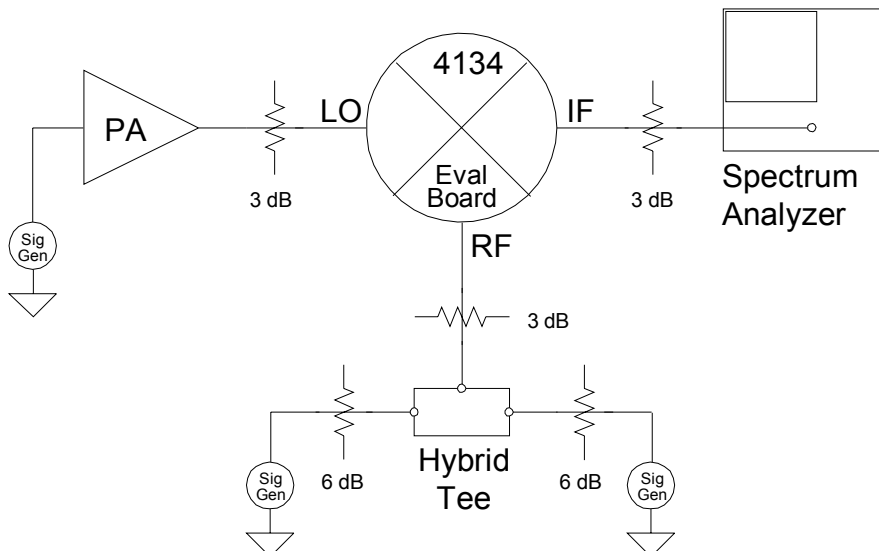 4134
LO
IF
PA
Eval
Board
3 dB
3 dB
Spectrum
Analyzer
Sig
Gen
RF
3 dB
Hybrid
Tee
6 dB
6 dB
Sig
Gen
Sig
Gen